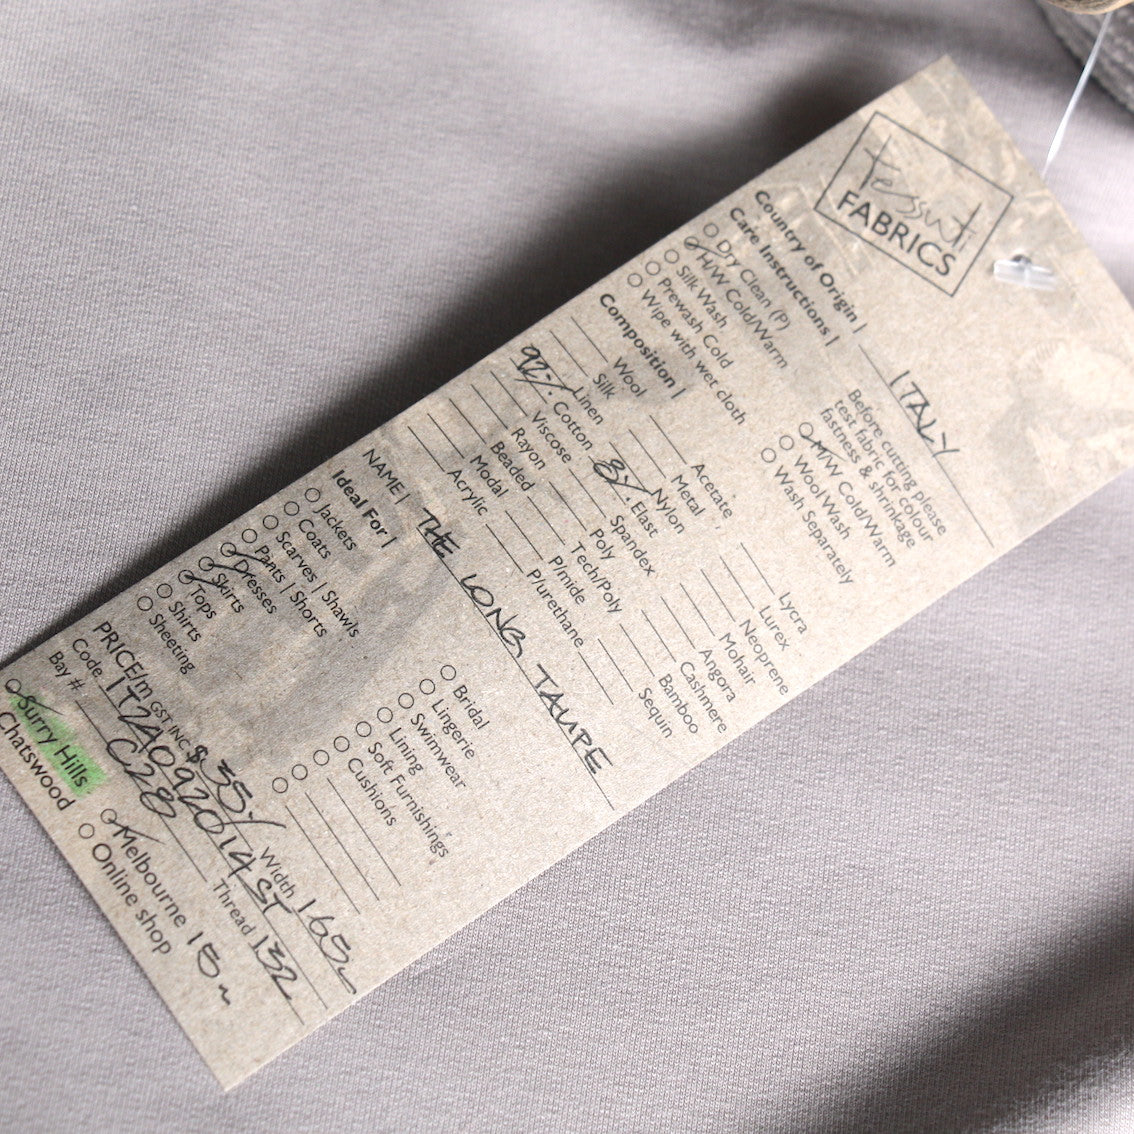 tessuti
FABRICS
Country of Origin | ITALY
Care Instructions |
Dry Clean (P)
H/W Cold/Warm
Silk Wash
Prewash Cold
Wipe with wet cloth
Before cutting please
test fabric for colour
fastness & shrinkage
M/W Cold/Warm
WoolWash
Wash Separately
Composition |
Wool
Silk
Linen
92% Cotton
Viscose
Rayon
Beaded
Modal
Acrylic
Acetate
Metal
Nylon
8% Elast
Spandex
Poly
Tech/Poly
P/mide
P/urethane
Lycra
Lurex
Neoprene
Mohair
Angora
Cashmere
Bamboo
Sequin
NAME | THE LONG TAUPE
Ideal For |
Jackets
Coats
Scarves | Shawls
Pants | Shorts
Dresses
Skirts
Tops
Shirts
Sheeting
Bridal
Lingerie
Swimwear
Lining
Soft Furnishings
Cushions
PRICE/m GST INC $35/ Width 165
Code 1T24092014ST
Bay # C28 Thread 132
Surry Hills
Chatswood
Melbourne 15
Online shop